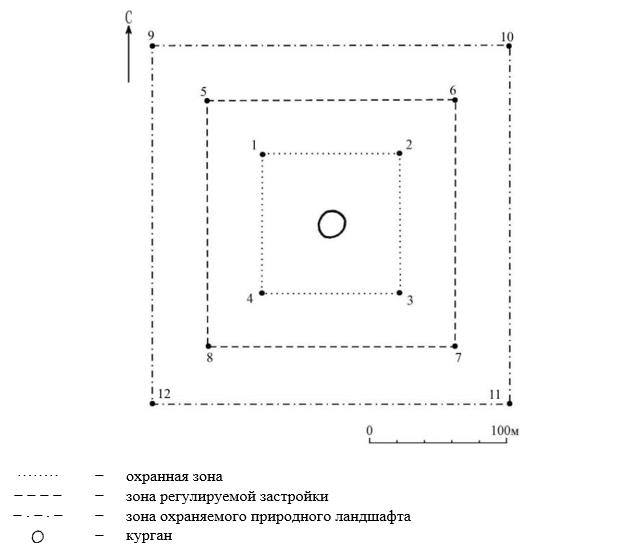 С
9 10
5 6
1 2
4 3
8 7
12 11
0 100м
– охранная зона
– зона регулируемой застройки
– зона охраняемого природного ландшафта
– курган